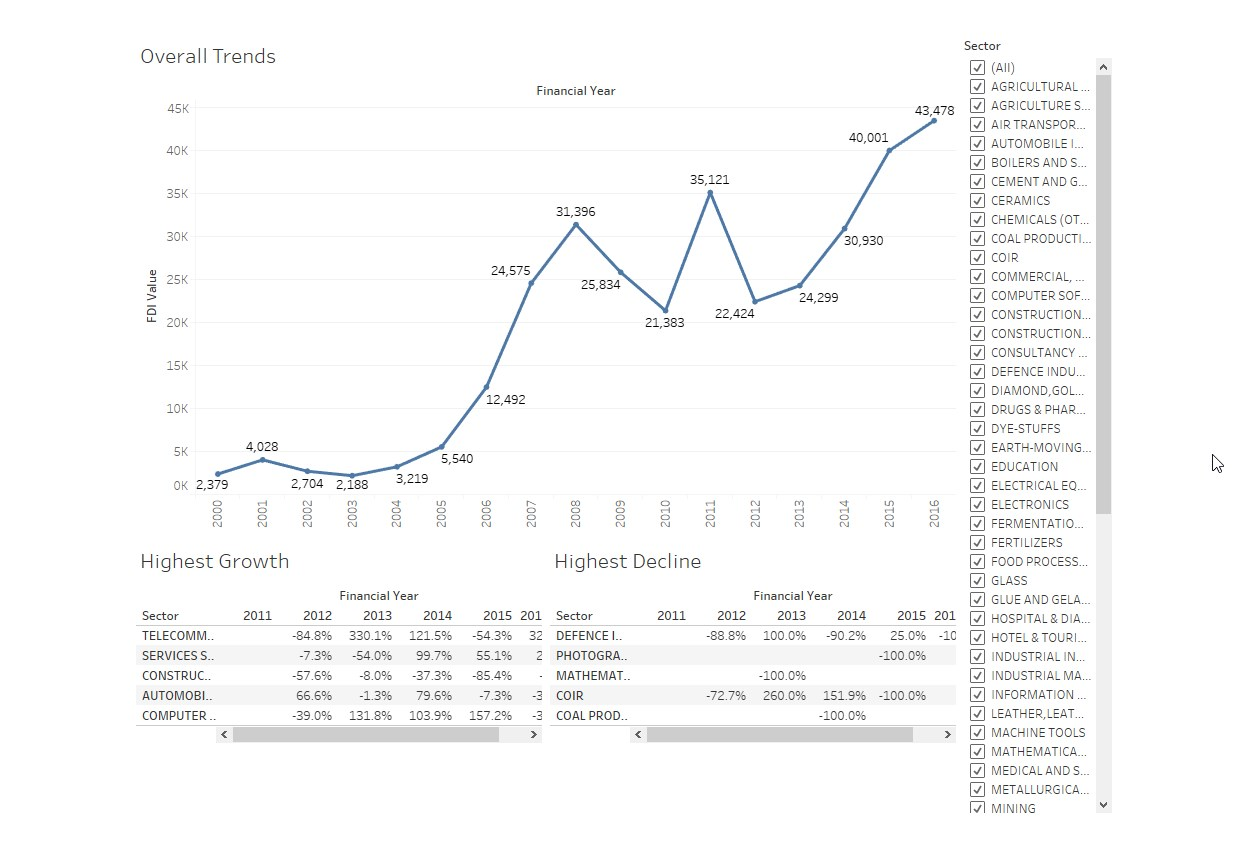 Overall Trends
Financial Year
45K
40K
35K
30K
25K
20K
15K
10K
5K
0K
FDI Value
2,379
4,028
2,704
2,188
3,219
5,540
12,492
24,575
31,396
25,834
21,383
35,121
22,424
24,299
30,930
40,001
43,478
2000 2001 2002 2003 2004 2005 2006 2007 2008 2009 2010 2011 2012 2013 2014 2015 2016
Highest Growth
Financial Year
Sector 2011 2012 2013 2014 2015 201
TELECOMM.. -84.8% 330.1% 121.5% -54.3% 32
SERVICES S.. -7.3% -54.0% 99.7% 55.1% 2
CONSTRUC.. -57.6% -8.0% -37.3% -85.4% -
AUTOMOBI.. 66.6% -1.3% 79.6% -7.3% -3
COMPUTER .. -39.0% 131.8% 103.9% 157.2% -3
Highest Decline
Financial Year
Sector 2011 2012 2013 2014 2015 201
DEFENCE I.. -88.8% 100.0% -90.2% 25.0% -10
PHOTOGRA.. -100.0%
MATHEMAT.. -100.0%
COIR -72.7% 260.0% 151.9% -100.0%
COAL PROD.. -100.0%
Sector
(All)
AGRICULTURAL ...
AGRICULTURE S...
AIR TRANSPOR...
AUTOMOBILE I...
BOILERS AND S...
CEMENT AND G...
CERAMICS
CHEMICALS (OT...
COAL PRODUCTI...
COIR
COMMERCIAL, ...
COMPUTER SOF...
CONSTRUCTION...
CONSTRUCTION...
CONSULTANCY ...
DEFENCE INDU...
DIAMOND,GOL...
DRUGS & PHAR...
DYE-STUFFS
EARTH-MOVING...
EDUCATION
ELECTRICAL EQ...
ELECTRONICS
FERMENTATIO...
FERTILIZERS
FOOD PROCESS...
GLASS
GLUE AND GELA...
HOSPITAL & DIA...
HOTEL & TOURI...
INDUSTRIAL IN...
INDUSTRIAL MA...
INFORMATION ...
LEATHER,LEAT...
MACHINE TOOLS
MATHEMATICA...
MEDICAL AND S...
METALLURGICA...
MINING